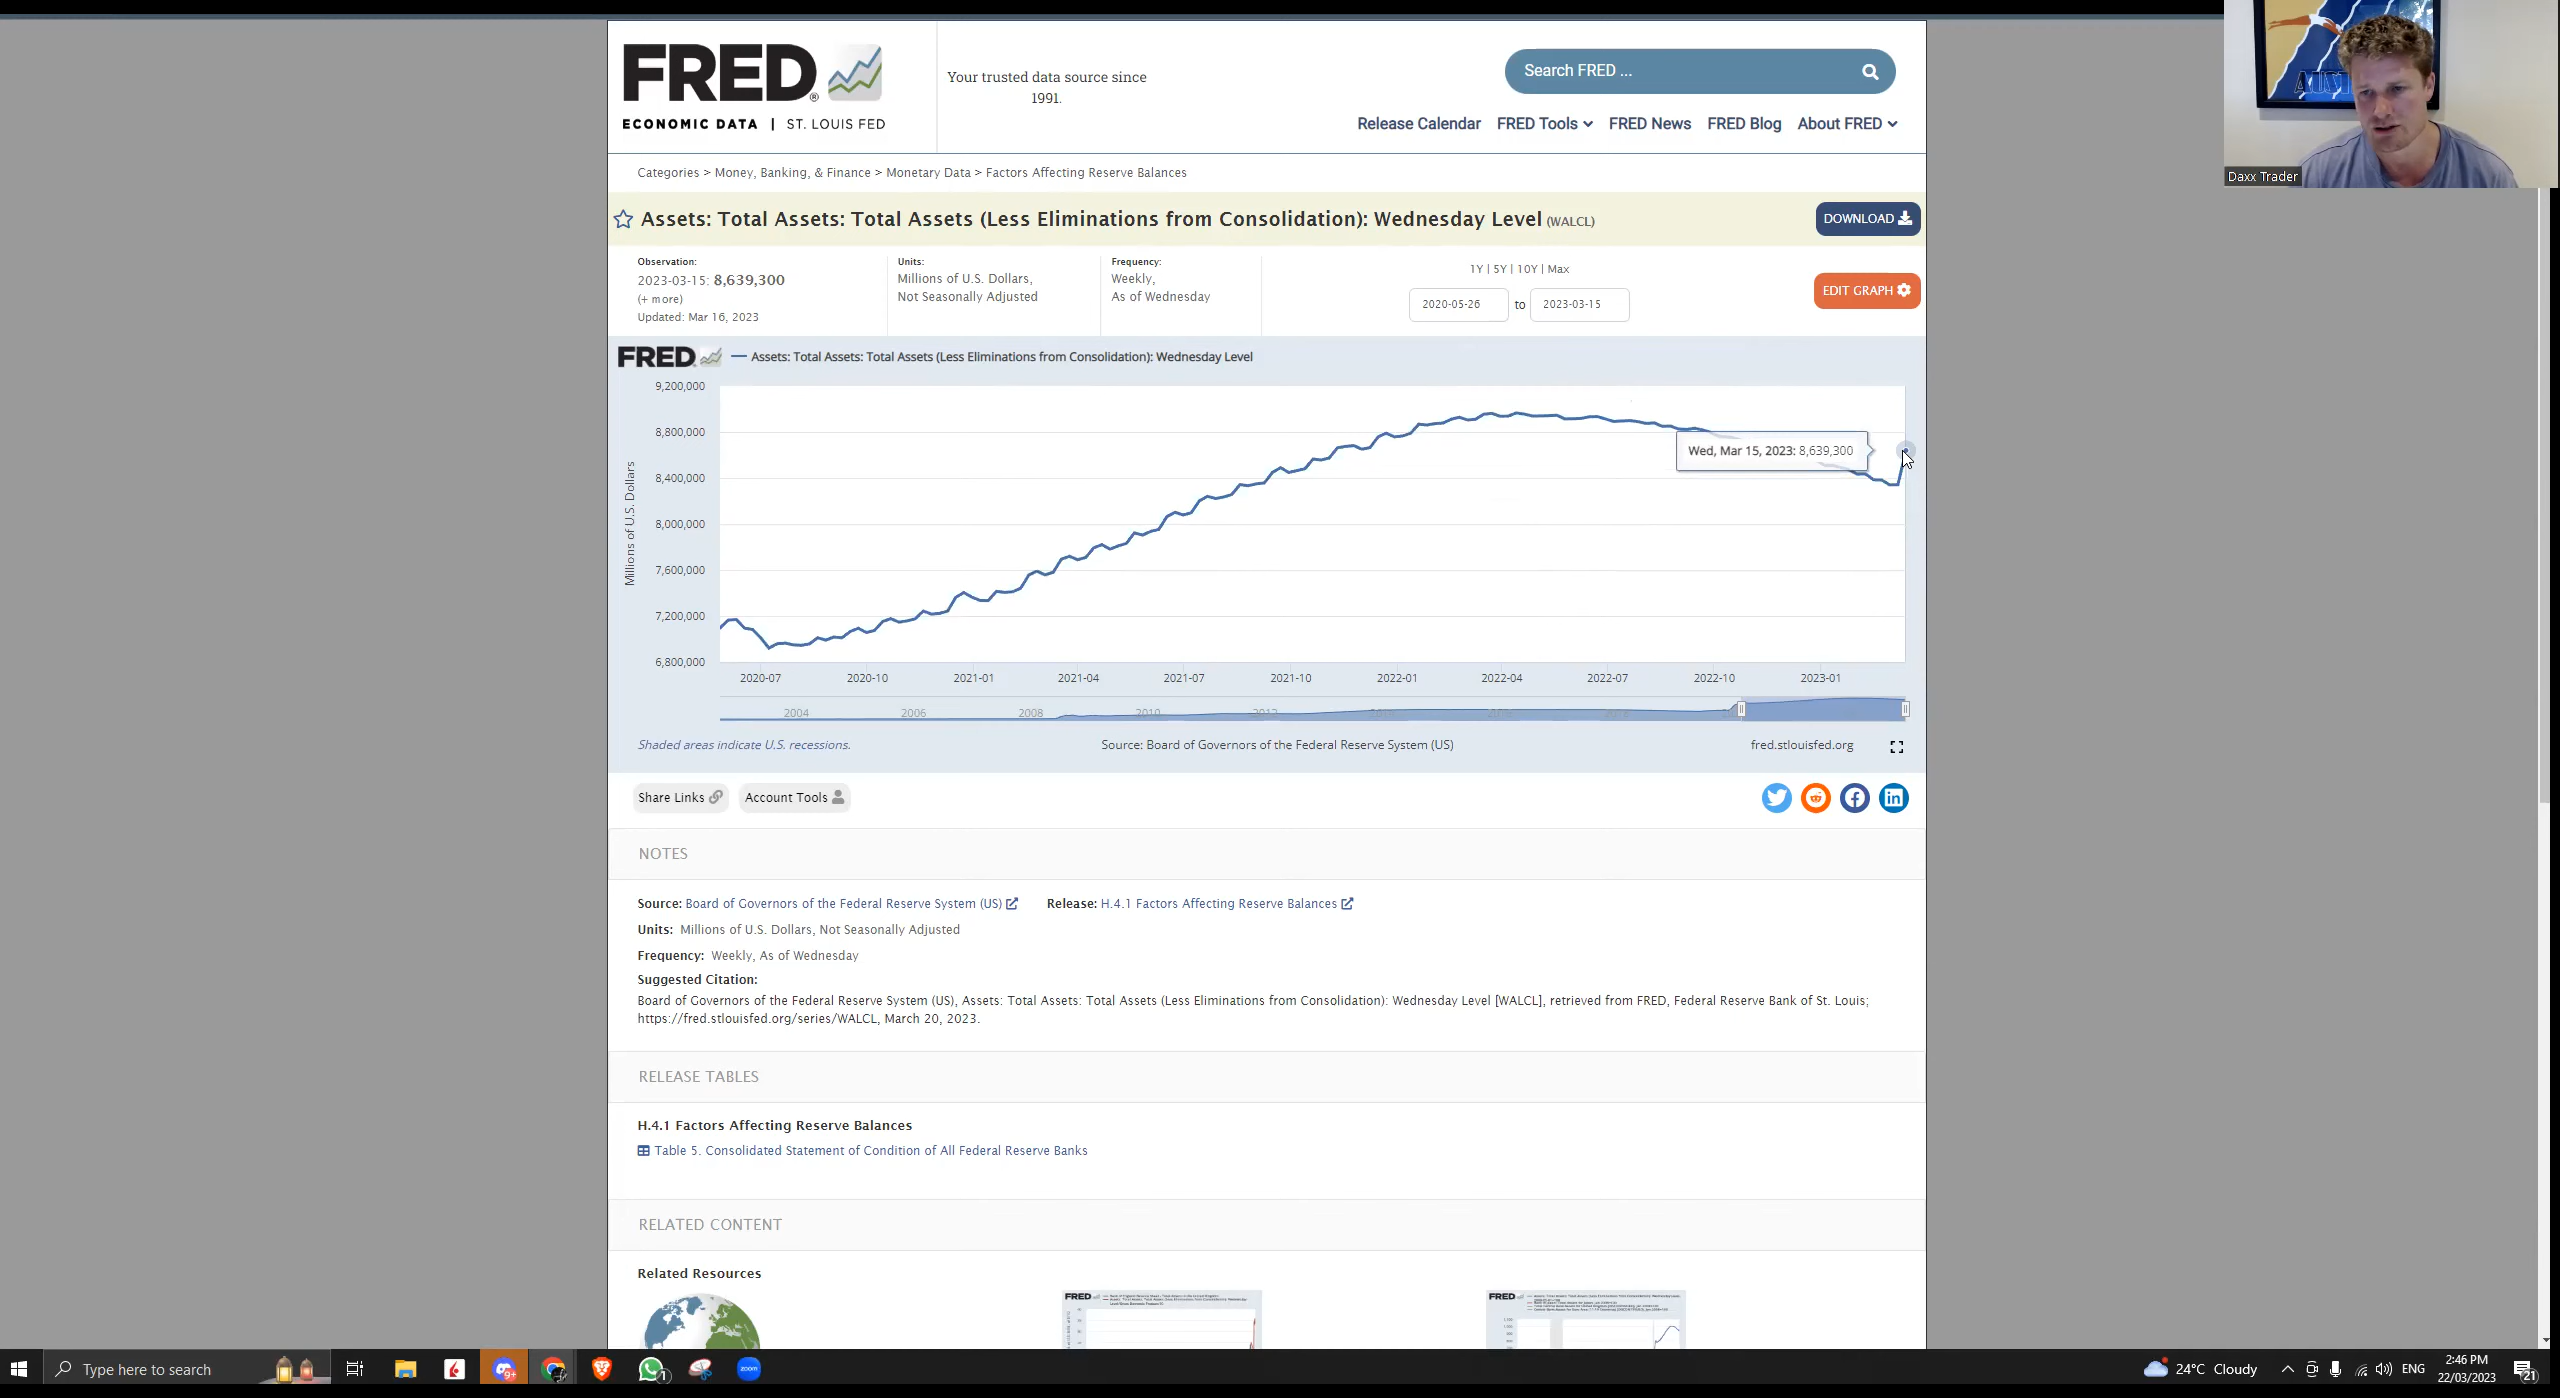 FRED
ECONOMIC DATA | ST. LOUIS FED
Your trusted data source since
1991.
Search FRED ...
Release Calendar FRED Tools FRED News FRED Blog About FRED
Daxx Trader
Categories > Money, Banking, & Finance > Monetary Data > Factors Affecting Reserve Balances
Assets: Total Assets: Total Assets (Less Eliminations from Consolidation): Wednesday Level (WALCL)
DOWNLOAD
Observation:
2023-03-15: 8,639,300
(+ more)
Updated: Mar 16, 2023
Units:
Millions of U.S. Dollars,
Not Seasonally Adjusted
Frequency:
Weekly,
As of Wednesday
1Y | 5Y | 10Y | Max
2020-05-26 to 2023-03-15
EDIT GRAPH
FRED
Assets: Total Assets: Total Assets (Less Eliminations from Consolidation): Wednesday Level
Millions of U.S. Dollars
9,200,000
8,800,000
8,400,000
8,000,000
7,600,000
7,200,000
6,800,000
Wed, Mar 15, 2023: 8,639,300
2020-07 2020-10 2021-01 2021-04 2021-07 2021-10 2022-01 2022-04 2022-07 2022-10 2023-01
2004 2006 2008 2010 2012
Shaded areas indicate U.S. recessions.
Source: Board of Governors of the Federal Reserve System (US)
fred.stlouisfed.org
Share Links Account Tools
NOTES
Source: Board of Governors of the Federal Reserve System (US) Release: H.4.1 Factors Affecting Reserve Balances
Units: Millions of U.S. Dollars, Not Seasonally Adjusted
Frequency: Weekly, As of Wednesday
Suggested Citation:
Board of Governors of the Federal Reserve System (US), Assets: Total Assets: Total Assets (Less Eliminations from Consolidation): Wednesday Level [WALCL], retrieved from FRED, Federal Reserve Bank of St. Louis;
https://fred.stlouisfed.org/series/WALCL, March 20, 2023.
RELEASE TABLES
H.4.1 Factors Affecting Reserve Balances
Table 5. Consolidated Statement of Condition of All Federal Reserve Banks
RELATED CONTENT
Related Resources
FRED
FRED
Type here to search
zoom
24°C Cloudy
ENG
2:46 PM
22/03/2023
21